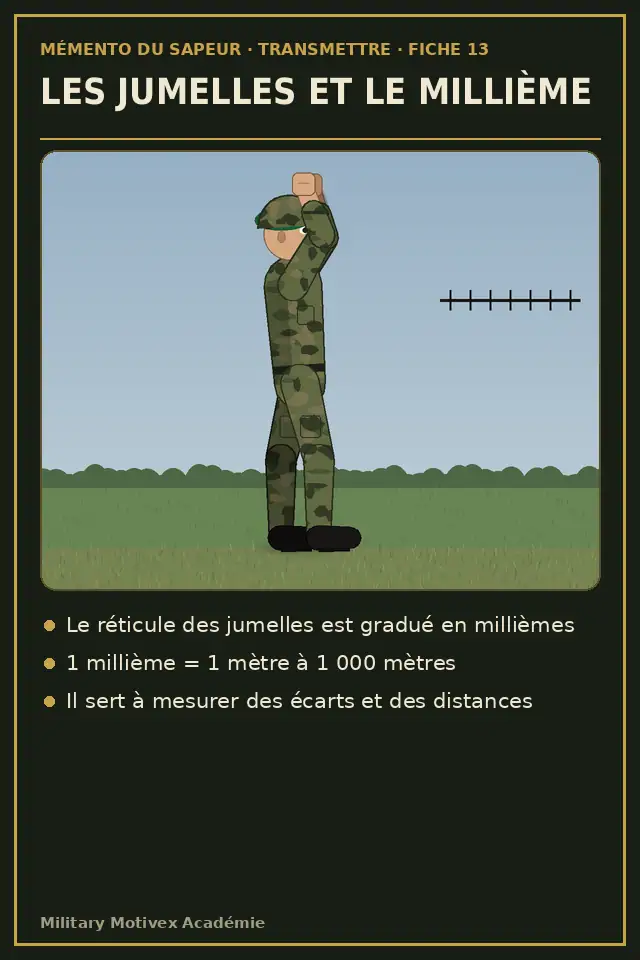 MÉMENTO DU SAPEUR · TRANSMETTRE · FICHE 13
LES JUMELLES ET LE MILLIÈME
Le réticule des jumelles est gradué en millièmes
1 millième = 1 mètre à 1 000 mètres
Il sert à mesurer des écarts et des distances
Military Motivex Académie